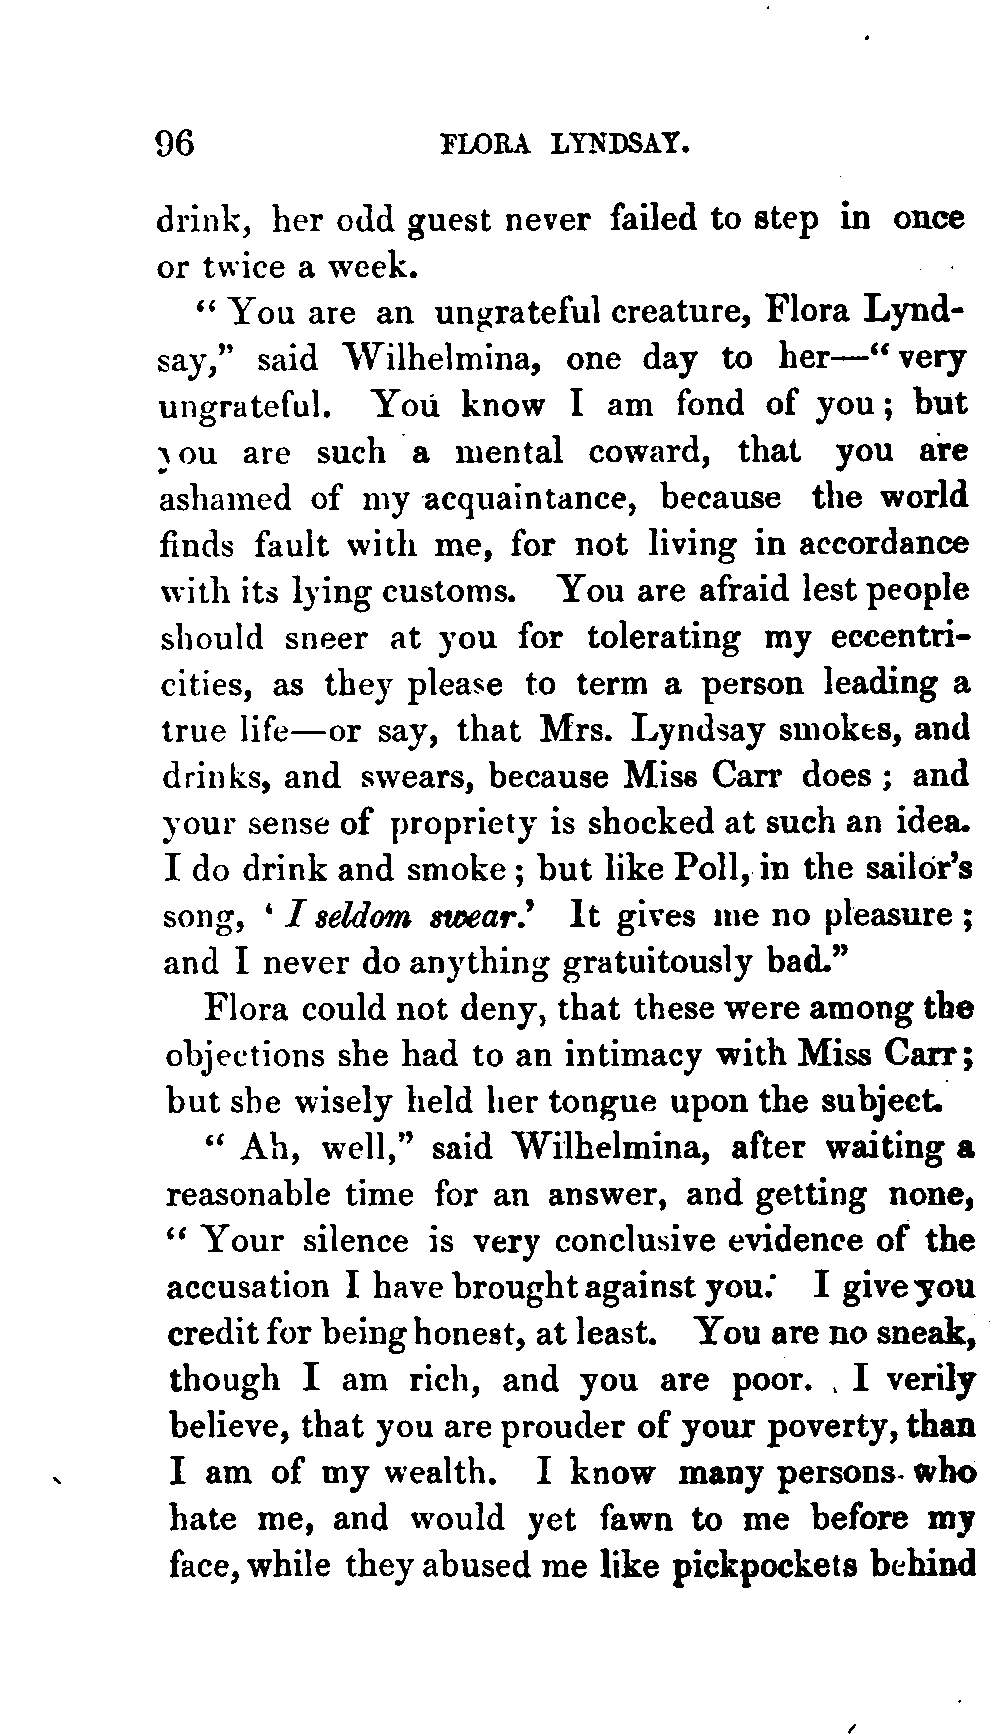 96 FLORA LYNDSAY.
drink, her odd guest never failed to step in once
or twice a week.
“ You are an ungrateful creature, Flora Lynd-
say,” said Wilhelmina, one day to her—“ very
ungrateful. You know I am fond of you ; but
you are such a mental coward, that you are
ashamed of my acquaintance, because the world
finds fault with me, for not living in accordance
with its lying customs. You are afraid lest people
should sneer at you for tolerating my eccentri-
cities, as they please to term a person leading a
true life—or say, that Mrs. Lyndsay smokes, and
drinks, and swears, because Miss Carr does ; and
your sense of propriety is shocked at such an idea.
I do drink and smoke ; but like Poll, in the sailor’s
song, ‘ I seldom swear.’ It gives me no pleasure ;
and I never do anything gratuitously bad.”
Flora could not deny, that these were among the
objections she had to an intimacy with Miss Carr;
but she wisely held her tongue upon the subject.
“ Ah, well,” said Wilhelmina, after waiting a
reasonable time for an answer, and getting none,
“ Your silence is very conclusive evidence of the
accusation I have brought against you. I give you
credit for being honest, at least. You are no sneak,
though I am rich, and you are poor. I verily
believe, that you are prouder of your poverty, than
I am of my wealth. I know many persons who
hate me, and would yet fawn to me before my
face, while they abused me like pickpockets behind